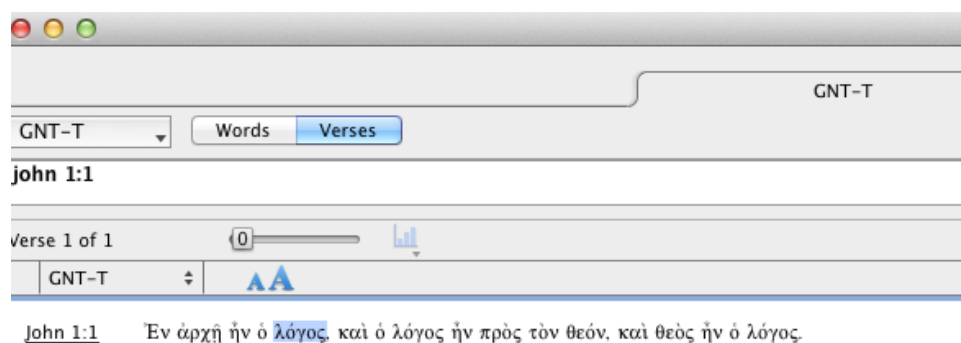 GNT-T
GNT-T Words Verses
john 1:1
Verse 1 of 1 0
GNT-T A A
John 1:1 Ἐν ἀρχῇ ἦν ὁ λόγος, καὶ ὁ λόγος ἦν πρὸς τὸν θεόν, καὶ θεὸς ἦν ὁ λόγος.